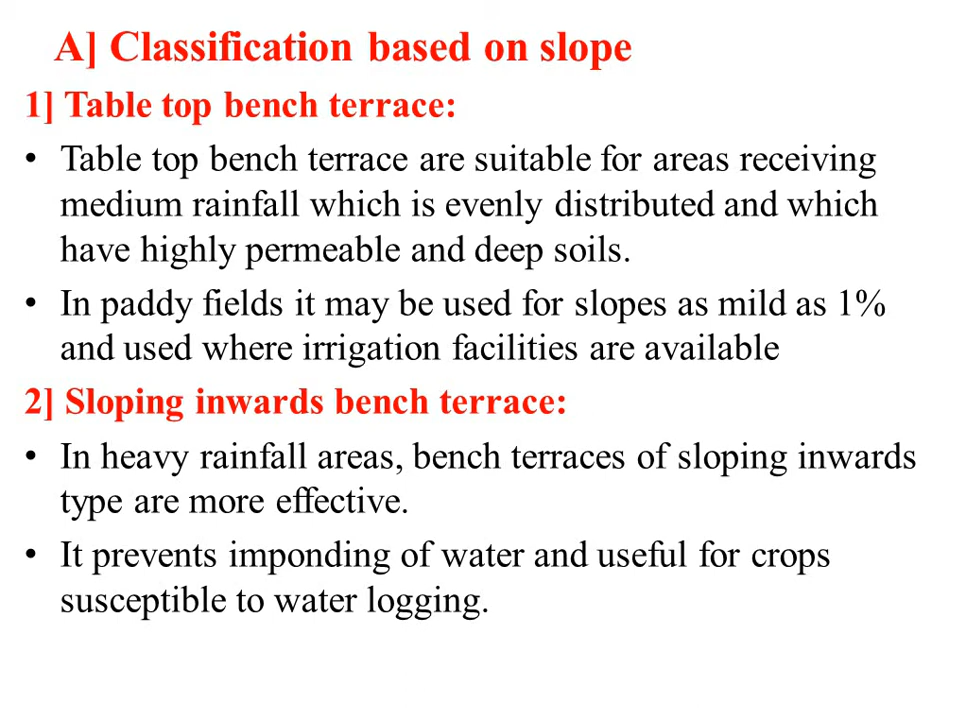 A] Classification based on slope
1] Table top bench terrace:
• Table top bench terrace are suitable for areas receiving
medium rainfall which is evenly distributed and which
have highly permeable and deep soils.
• In paddy fields it may be used for slopes as mild as 1%
and used where irrigation facilities are available
2] Sloping inwards bench terrace:
• In heavy rainfall areas, bench terraces of sloping inwards
type are more effective.
• It prevents imponding of water and useful for crops
susceptible to water logging.